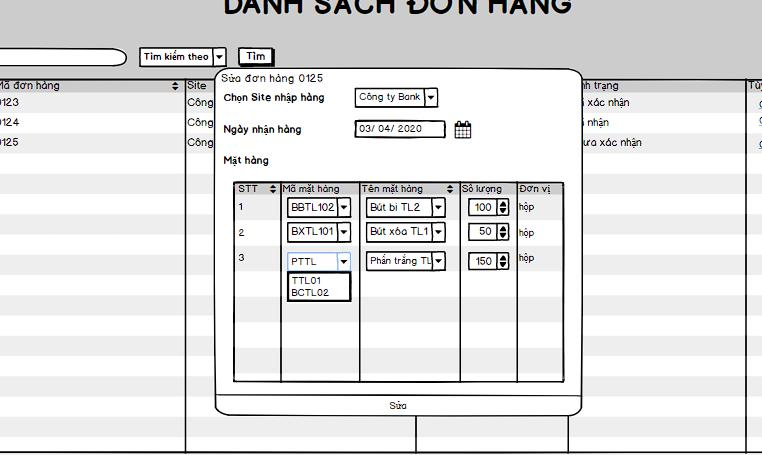 DANH SÁCH ĐƠN HÀNG
Tìm kiếm theo Tìm
Mã đơn hàng Site
0123 Công xác nhận
0124 Công nhận
0125 Công xác nhận
Sửa đơn hàng 0125
Chọn Site nhập hàng Công ty Bank
Ngày nhận hàng 03/ 04/ 2020
Mặt hàng
STT Mã mặt hàng Tên mặt hàng Số lượng Đơn vị
1 BBTL102 Bút bi TL2 100 hộp
2 BXTL101 Bút xóa TL1 50 hộp
3 PTTL Phấn trắng TL 150 hộp
TTL01
BCTL02
Sửa